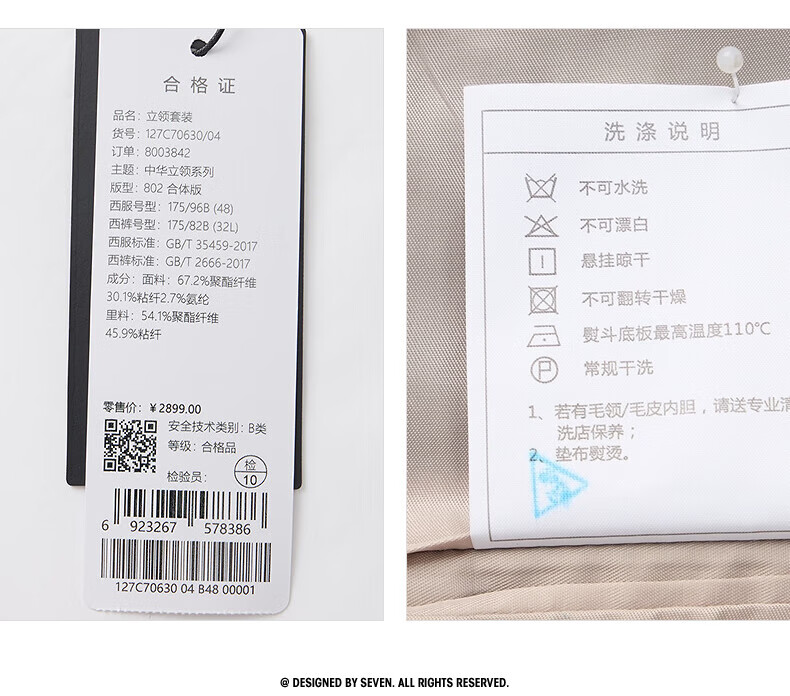 合格证
品名：立领套装
货号：127C70630/04
订单：8003842
主题：中华立领系列
版型：802 合体版
西服号型：175/96B (48)
西裤号型：175/82B (32L)
西服标准：GB/T 35459-2017
西裤标准：GB/T 2666-2017
成分：面料：67.2%聚酯纤维
30.1%粘纤2.7%氨纶
里料：54.1%聚酯纤维
45.9%粘纤
零售价：￥2899.00
安全技术类别：B类
等级：合格品
检验员：
检
10
6 923267 578386
127C70630 04 B48 00001
洗涤说明
不可水洗
不可漂白
悬挂晾干
不可翻转干燥
熨斗底板最高温度110℃
P
常规干洗
1、若有毛领/毛皮内胆，请送专业清
洗店保养；
2、垫布熨烫。
@ DESIGNED BY SEVEN. ALL RIGHTS RESERVED.